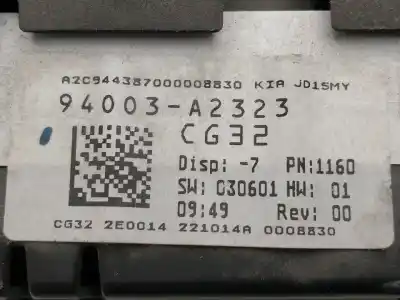 A2C94438700008830 KIA JD15MY
94003-A2323
CG32
Disp: -7 PN:1160
SW: 030601 HW: 01
09:49 Rev: 00
CG32 2E0014 221014A 0008830